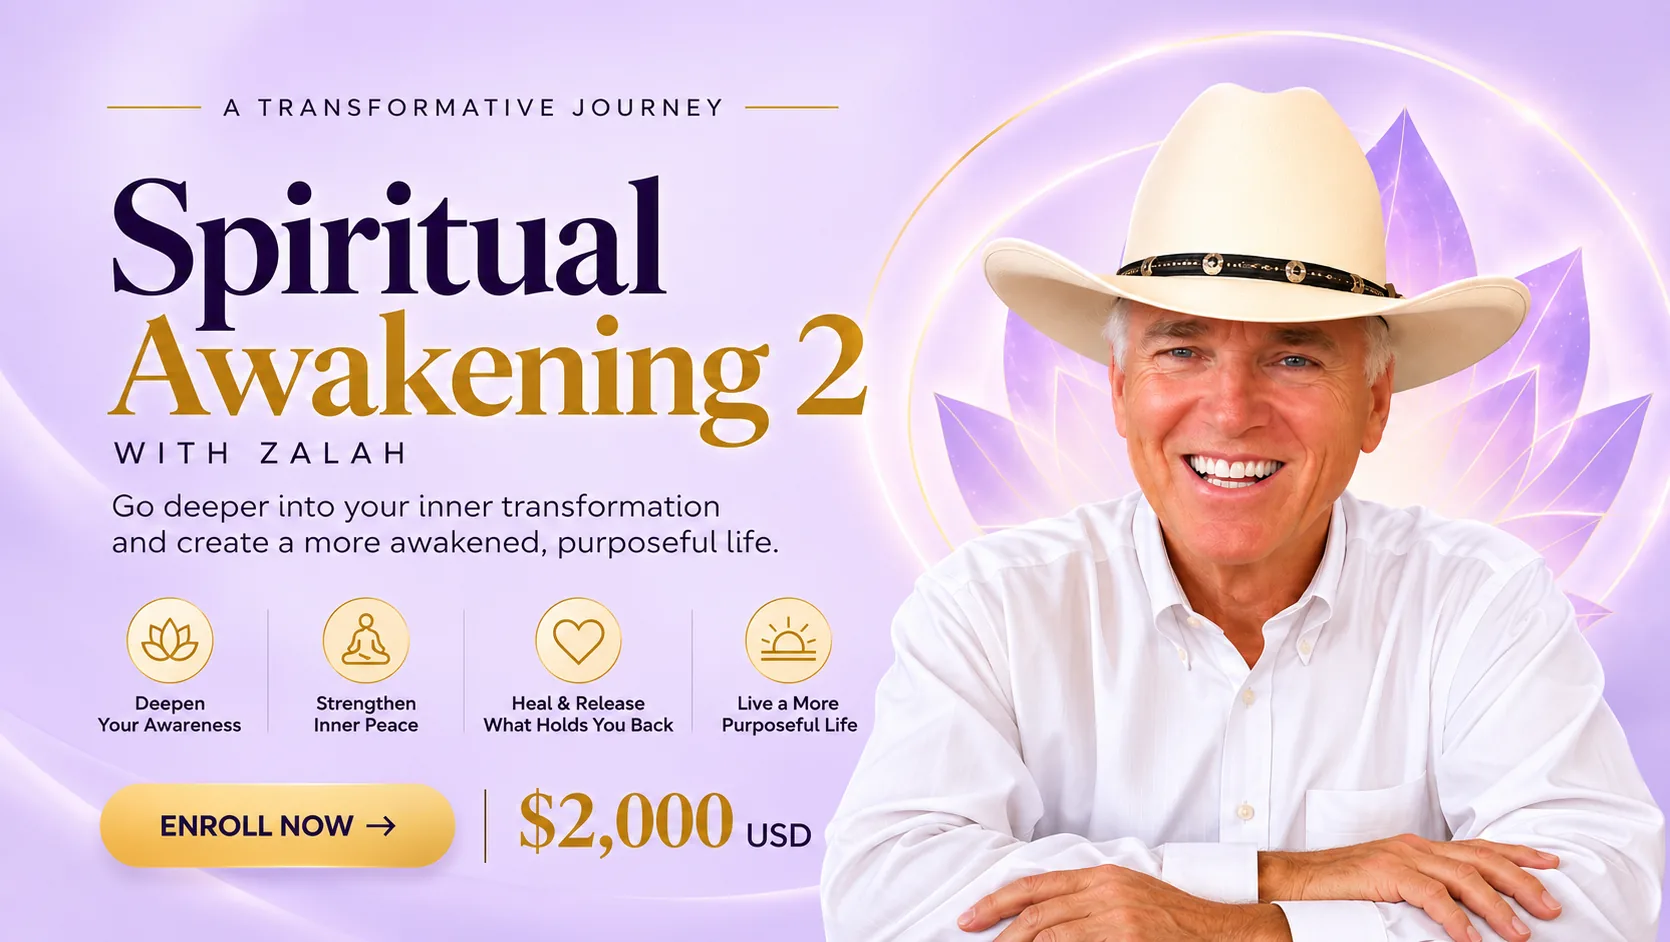 A TRANSFORMATIVE JOURNEY
Spiritual
Awakening 2
WITH ZALAH
Go deeper into your inner transformation
and create a more awakened, purposeful life.
Deepen
Your Awareness
Strengthen
Inner Peace
Heal & Release
What Holds You Back
Live a More
Purposeful Life
ENROLL NOW →
$2,000 USD